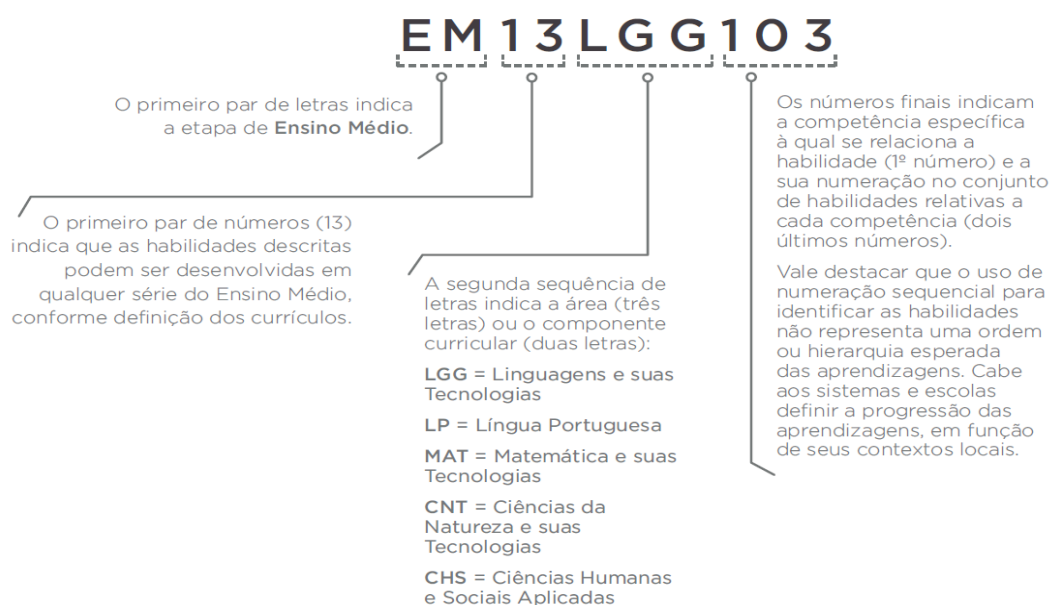 EM13LGG103
O primeiro par de letras indica
a etapa de Ensino Médio.
O primeiro par de números (13)
indica que as habilidades descritas
podem ser desenvolvidas em
qualquer série do Ensino Médio,
conforme definição dos currículos.
A segunda sequência de
letras indica a área (três
letras) ou o componente
curricular (duas letras):
LGG = Linguagens e suas
Tecnologias
LP = Língua Portuguesa
MAT = Matemática e suas
Tecnologias
CNT = Ciências da
Natureza e suas
Tecnologias
CHS = Ciências Humanas
e Sociais Aplicadas
Os números finais indicam
a competência específica
à qual se relaciona a
habilidade (1º número) e a
sua numeração no conjunto
de habilidades relativas a
cada competência (dois
últimos números).
Vale destacar que o uso de
numeração sequencial para
identificar as habilidades
não representa uma ordem
ou hierarquia esperada
das aprendizagens. Cabe
aos sistemas e escolas
definir a progressão das
aprendizagens, em função
de seus contextos locais.